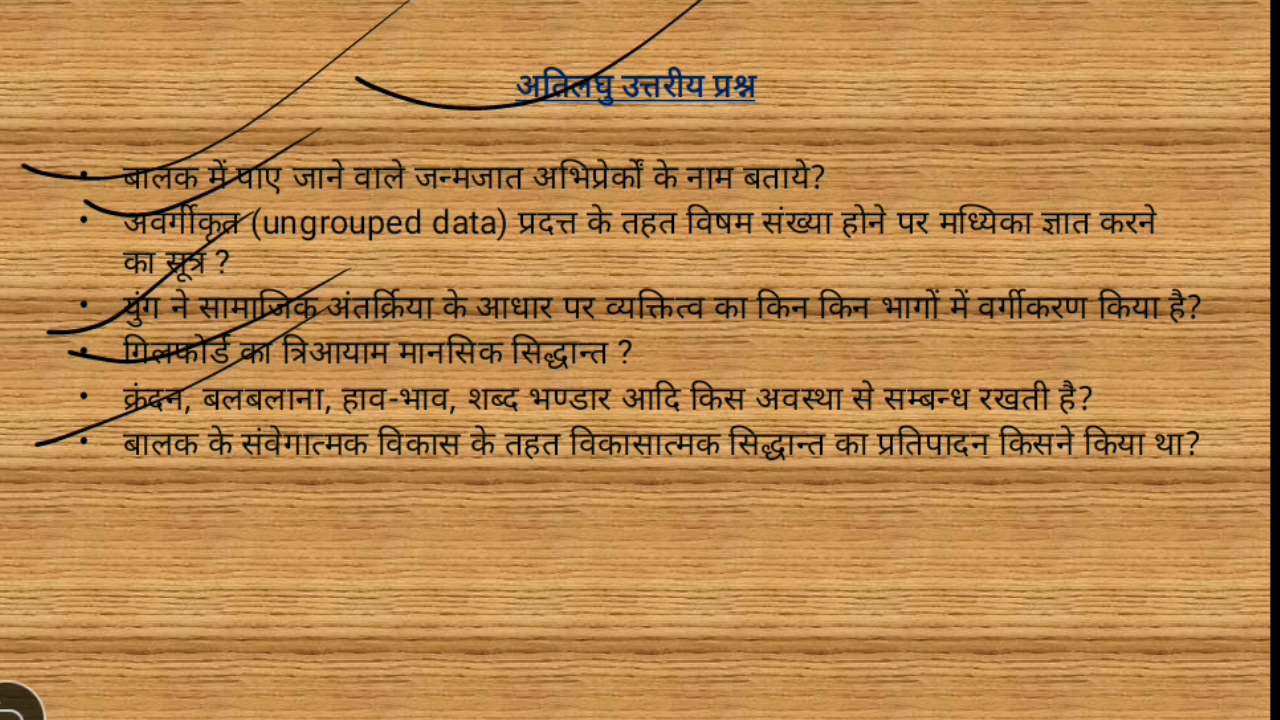 अतिलघु उत्तरीय प्रश्न
• बालक में पाए जाने वाले जन्मजात अभिप्रेकों के नाम बताये?
• अवर्गीकृत (ungrouped data) प्रदत्त के तहत विषम संख्या होने पर मध्यिका ज्ञात करने
का सूत्र ?
• युंग ने सामाजिक अंतर्क्रिया के आधार पर व्यक्तित्व का किन किन भागों में वर्गीकरण किया है?
• गिलफोर्ड का त्रिआयाम मानसिक सिद्धान्त ?
• क्रंदन, बलबलाना, हाव-भाव, शब्द भण्डार आदि किस अवस्था से सम्बन्ध रखती है?
• बालक के संवेगात्मक विकास के तहत विकासात्मक सिद्धान्त का प्रतिपादन किसने किया था?